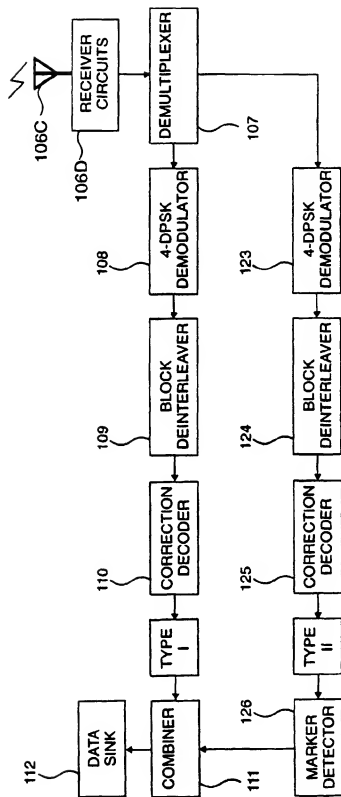 106C
RECEIVER
CIRCUITS
106D
DEMULTIPLEXER
107
4-DPSK
DEMODULATOR
108
BLOCK
DEINTERLEAVER
109
CORRECTION
DECODER
110
TYPE
I
COMBINER
111
DATA
SINK
112
4-DPSK
DEMODULATOR
123
BLOCK
DEINTERLEAVER
124
CORRECTION
DECODER
125
TYPE
II
MARKER
DETECTOR
126